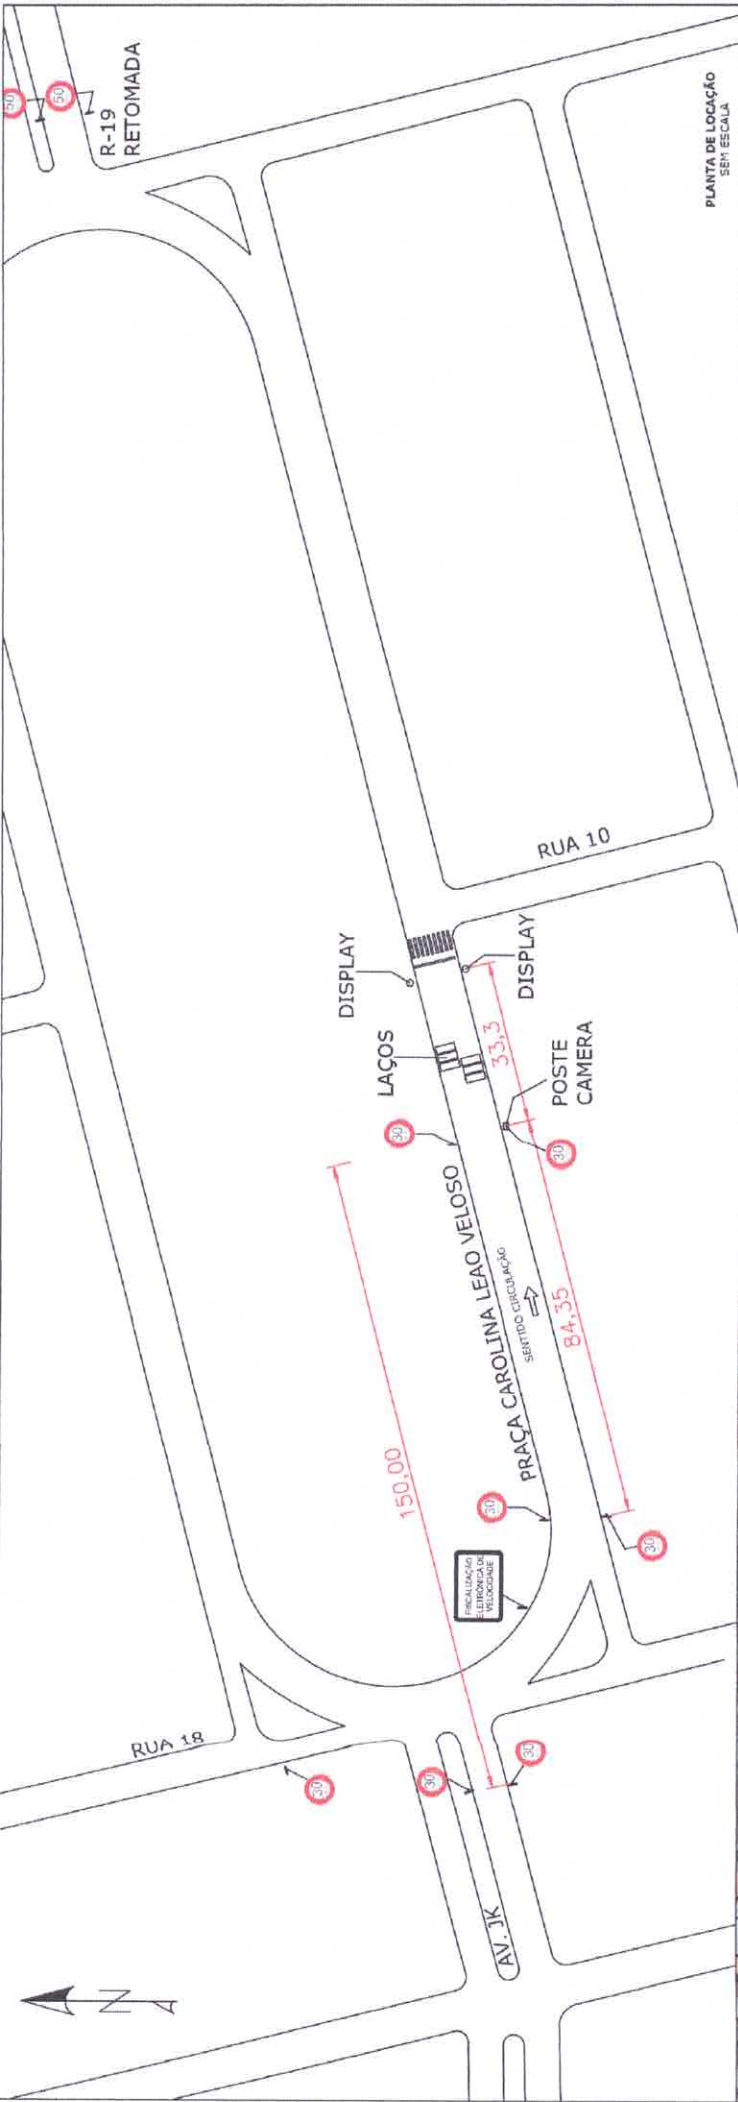 50
50
R-19
RETOMADA
PLANTA DE LOCAÇÃO
SEM ESCALA
RUA 10
DISPLAY
DISPLAY
LAÇOS
33,3
POSTE
CAMERA
30
30
PRAÇA CAROLINA LEAO VELOSO
SENTIDO CIRCULAÇÃO
84,35
150,00
30
30
FISCALIZAÇÃO
ELETRÔNICA DE
VELOCIDADE
RUA 18
30
30
30
AV. JK
N